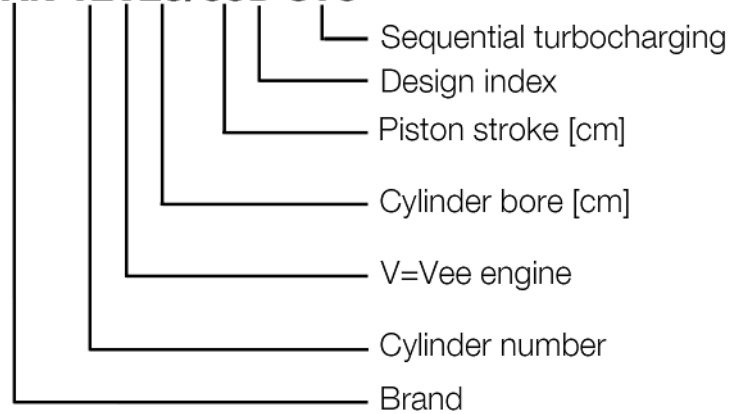 Sequential turbocharging
Design index
Piston stroke [cm]
Cylinder bore [cm]
V=Vee engine
Cylinder number
Brand